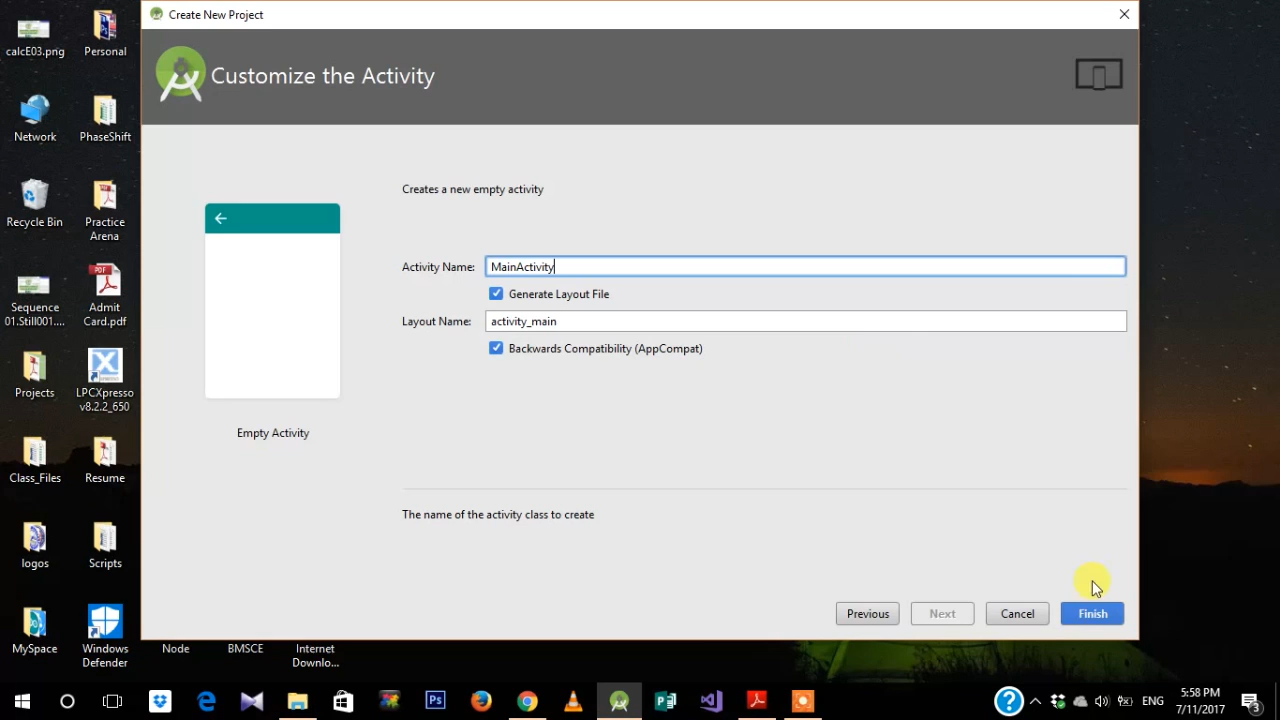 Create New Project
Customize the Activity
Creates a new empty activity
Activity Name:
MainActivity
Generate Layout File
Layout Name:
activity_main
Backwards Compatibility (AppCompat)
Empty Activity
The name of the activity class to create
Previous
Next
Cancel
Finish
calcE03.png
Personal
Network
PhaseShift
Recycle Bin
Practice
Arena
Sequence
01.Still001....
PDF
Admit
Card.pdf
Projects
LPCXpresso
v8.2.2_650
Class_Files
Resume
logos
Scripts
MySpace
Windows
Defender
Node
BMSCE
Internet
Downlo...
Ps
ENG
5:58 PM
7/11/2017
3